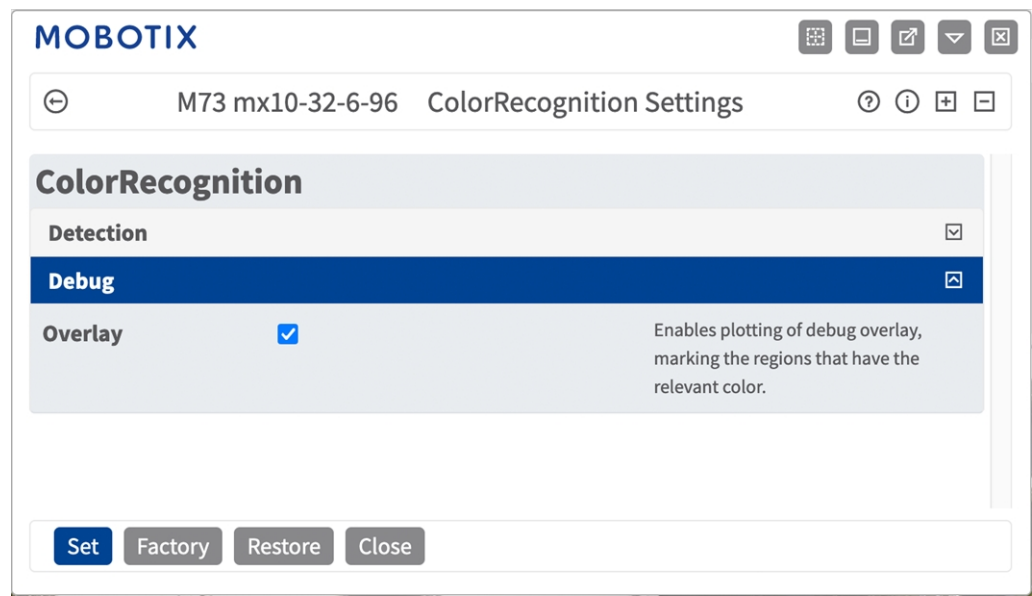 MOBOTIX
M73 mx10-32-6-96 ColorRecognition Settings
ColorRecognition
Detection
Debug
Overlay
Enables plotting of debug overlay,
marking the regions that have the
relevant color.
Set Factory Restore Close